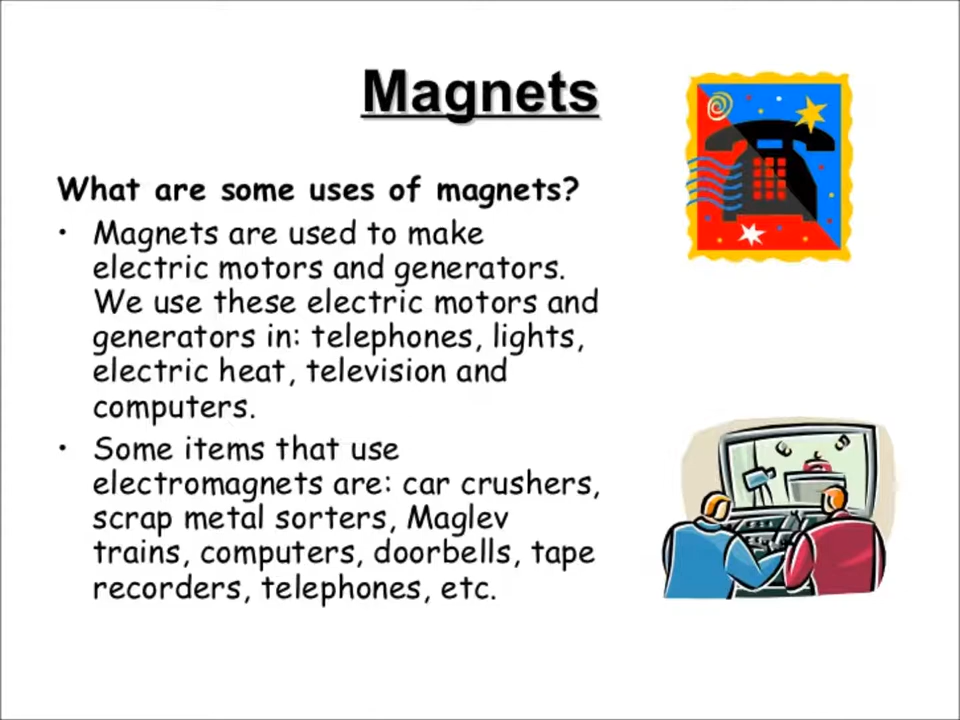 Magnets
What are some uses of magnets?
• Magnets are used to make
electric motors and generators.
We use these electric motors and
generators in: telephones, lights,
electric heat, television and
computers.
• Some items that use
electromagnets are: car crushers,
scrap metal sorters, Maglev
trains, computers, doorbells, tape
recorders, telephones, etc.